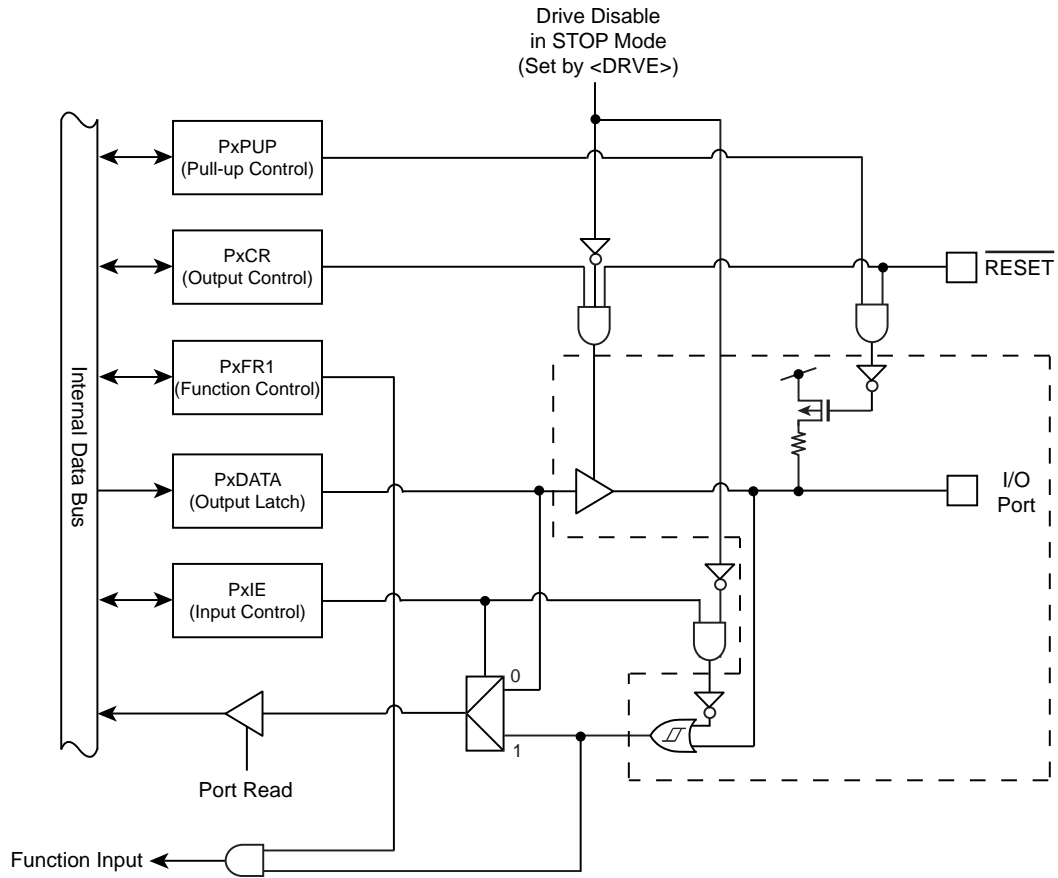 Drive Disable
in STOP Mode
(Set by <DRVE>)
PxPUP
(Pull-up Control)
PxCR
(Output Control)
RESET
PxFR1
(Function Control)
Internal Data Bus
PxDATA
(Output Latch)
I/O
Port
PxIE
(Input Control)
0
1
Port Read
Function Input